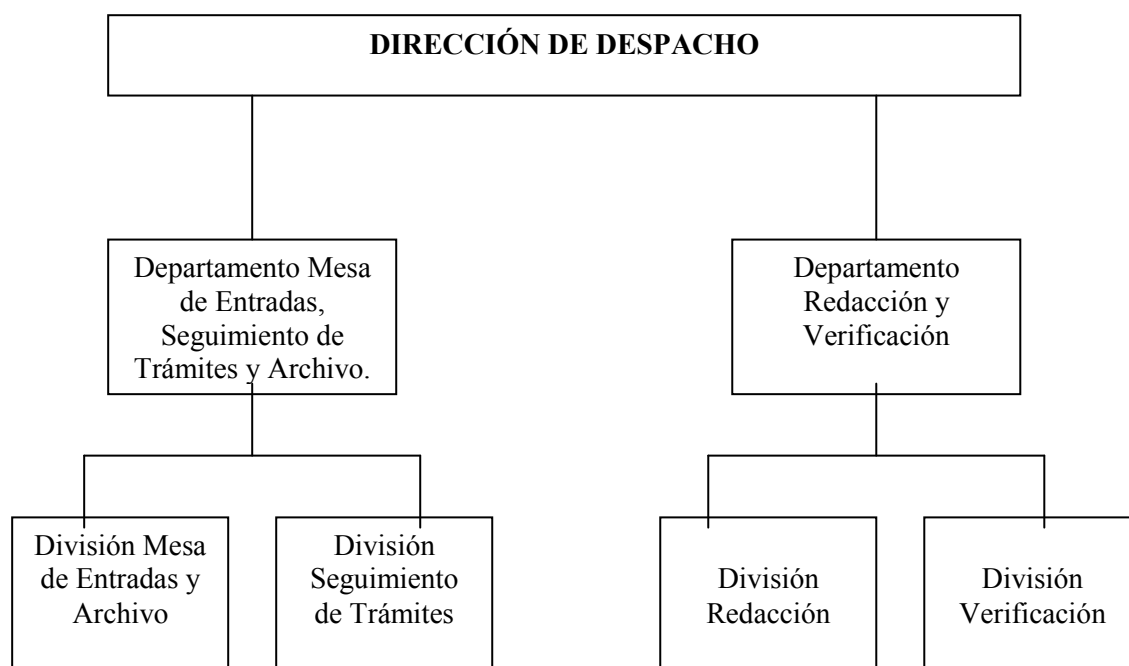 DIRECCIÓN DE DESPACHO
Departamento Mesa
de Entradas,
Seguimiento de
Trámites y Archivo.
Departamento
Redacción y
Verificación
División Mesa
de Entradas y
Archivo
División
Seguimiento
de Trámites
División
Redacción
División
Verificación